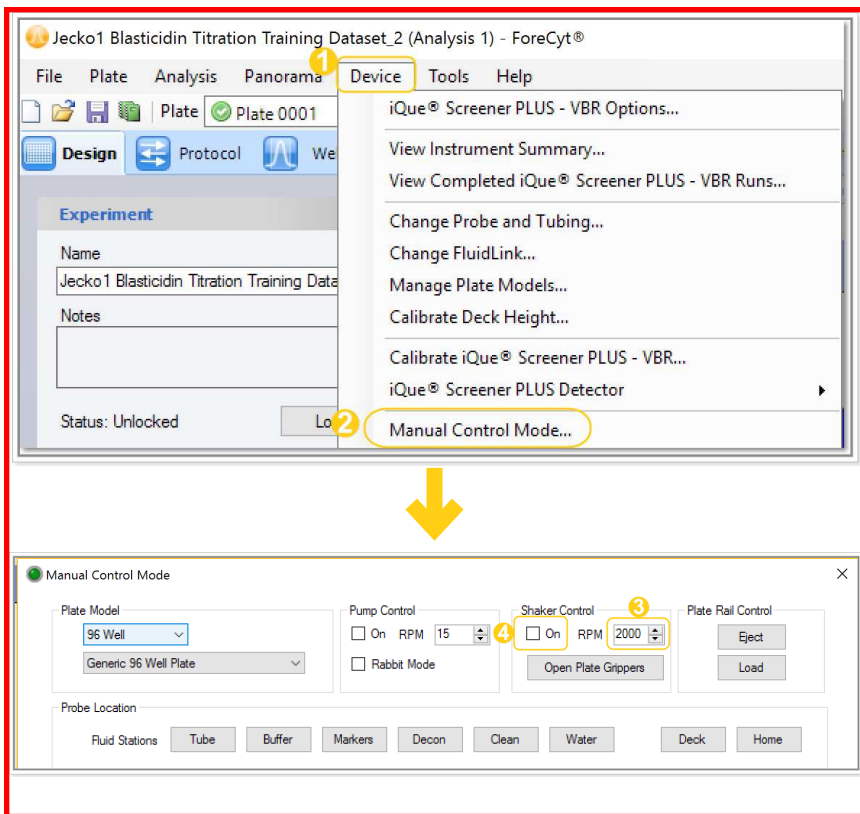 Jecko1 Blasticidin Titration Training Dataset_2 (Analysis 1) - ForeCyt®
1
File Plate Analysis Panorama Device Tools Help
Plate Plate 0001
iQue® Screener PLUS - VBR Options...
Design Protocol We
View Instrument Summary...
View Completed iQue® Screener PLUS - VBR Runs...
Experiment
Change Probe and Tubing...
Name
Change FluidLink...
Jecko1 Blasticidin Titration Training Data
Manage Plate Models...
Notes
Calibrate Deck Height...
Calibrate iQue® Screener PLUS - VBR...
iQue® Screener PLUS Detector
Status: Unlocked Lo
2 Manual Control Mode...
Manual Control Mode
Plate Model
96 Well
Generic 96 Well Plate
Pump Control
On RPM 15
Rabbit Mode
Shaker Control 3
4 On RPM 2000
Open Plate Grippers
Plate Rail Control
Eject
Load
Probe Location
Fluid Stations Tube Buffer Markers Decon Clean Water Deck Home